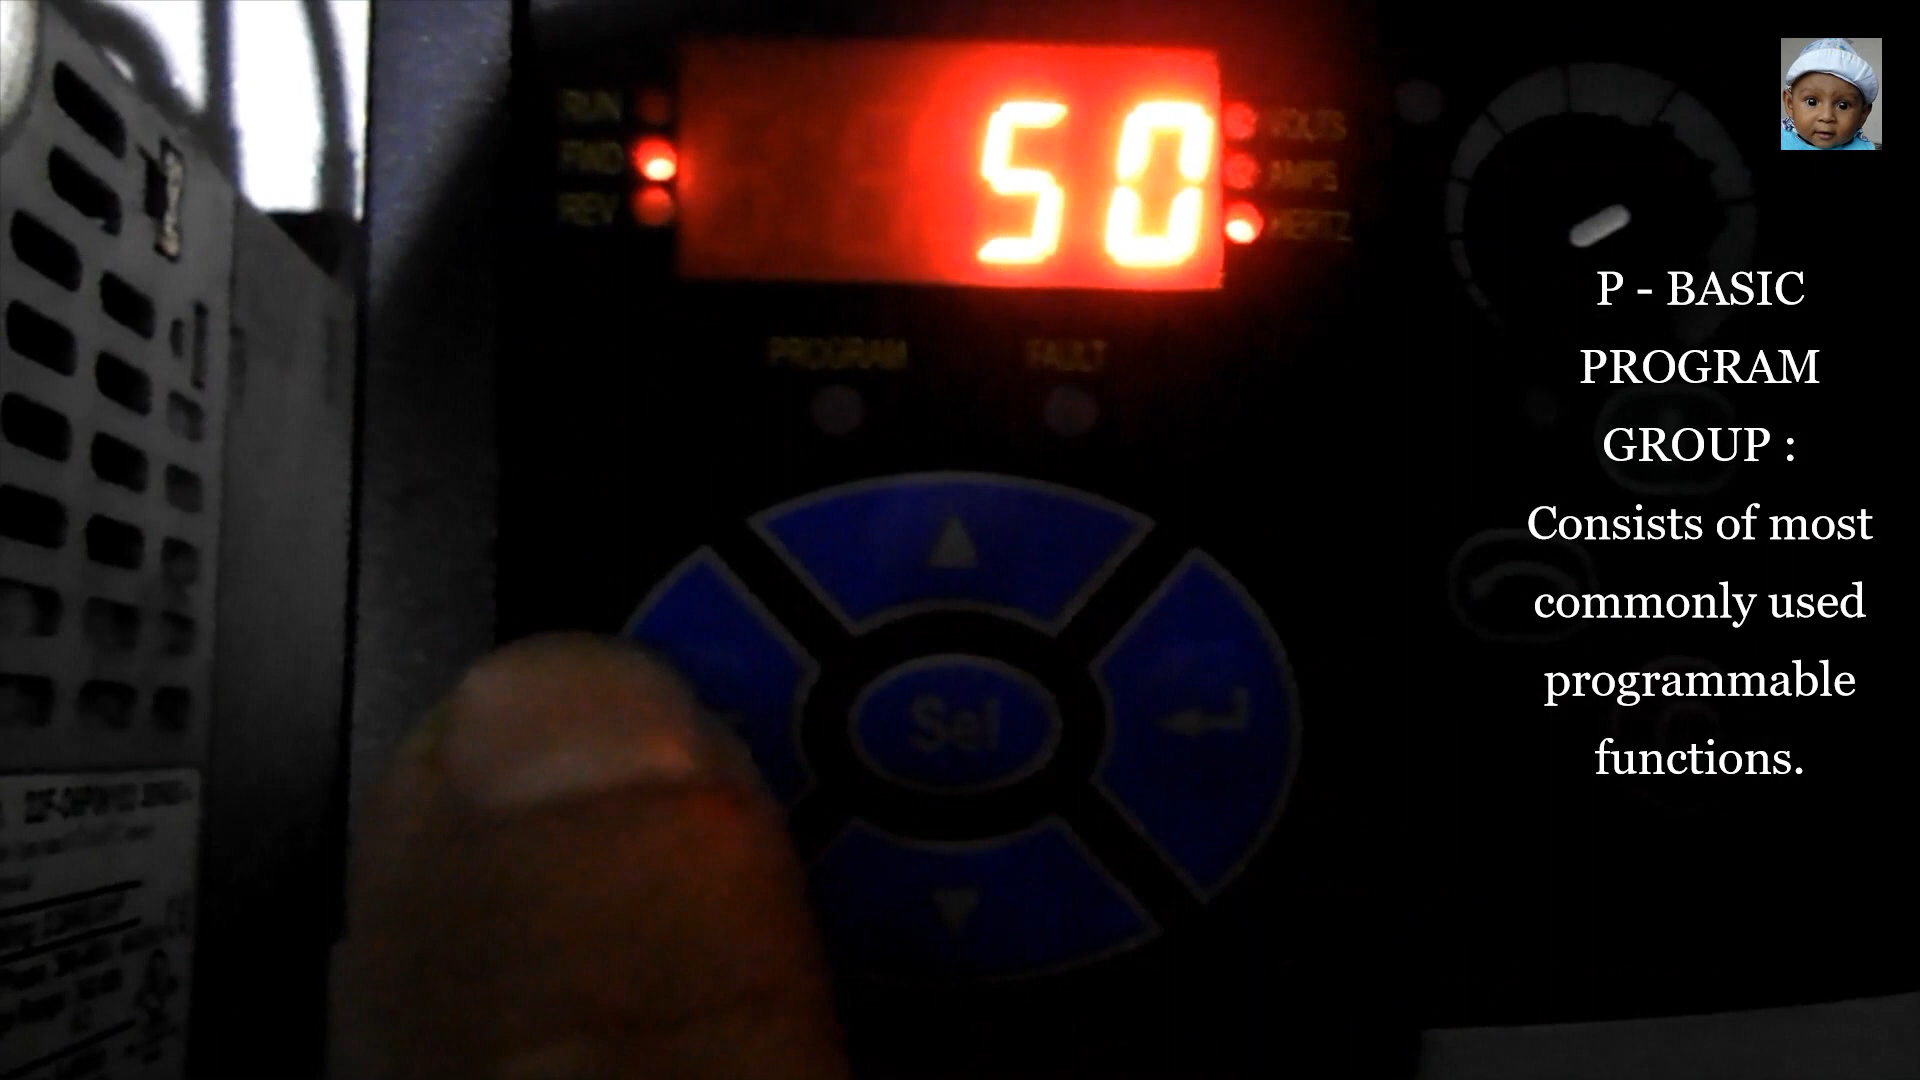 RUN
FWD
REV
50
VOLTS
AMPS
HERTZ
PROGRAM
FAULT
Sel
P - BASIC
PROGRAM
GROUP :
Consists of most
commonly used
programmable
functions.